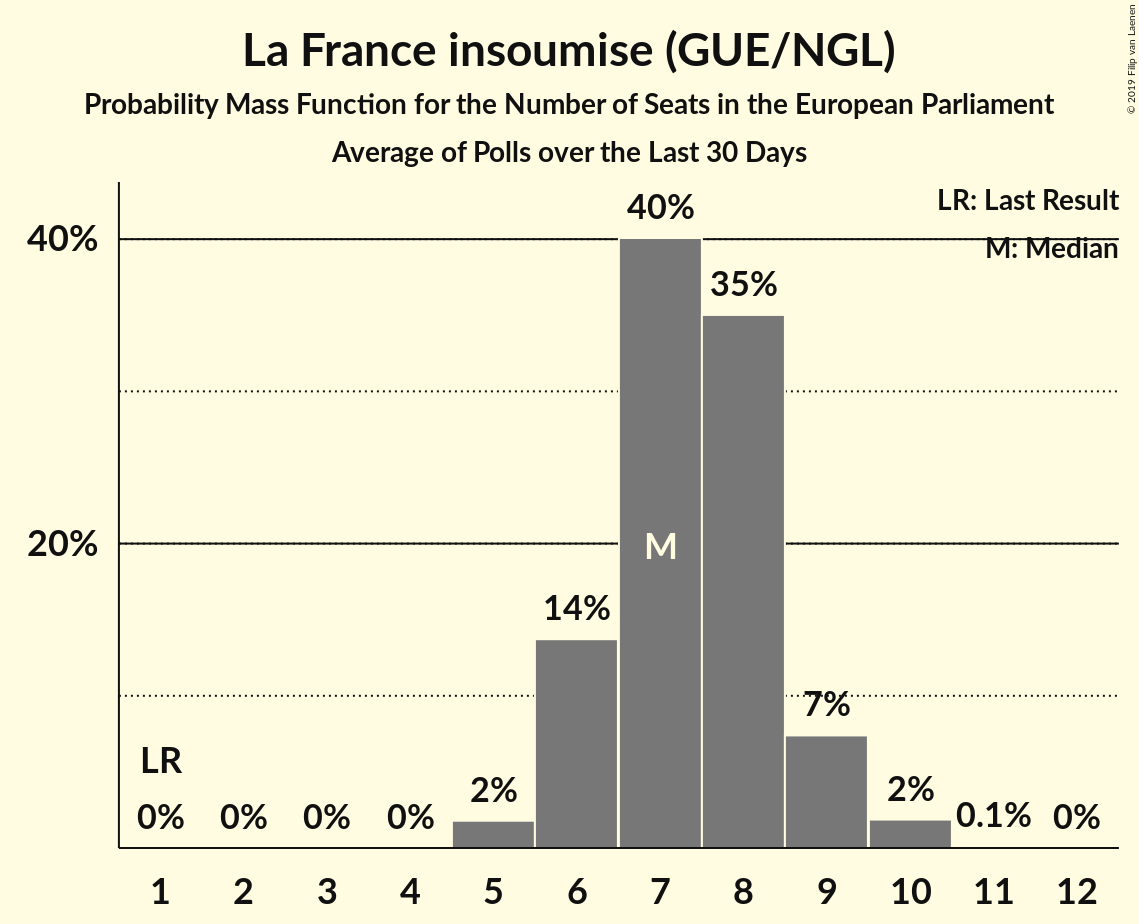 La France insoumise (GUE/NGL)
Probability Mass Function for the Number of Seats in the European Parliament
Average of Polls over the Last 30 Days
© 2019 Filip van Laenen
LR: Last Result
M: Median
40%
20%
40%
35%
M
14%
7%
LR
2%
2%
0%
0%
0%
0%
0.1%
0%
1 2 3 4 5 6 7 8 9 10 11 12